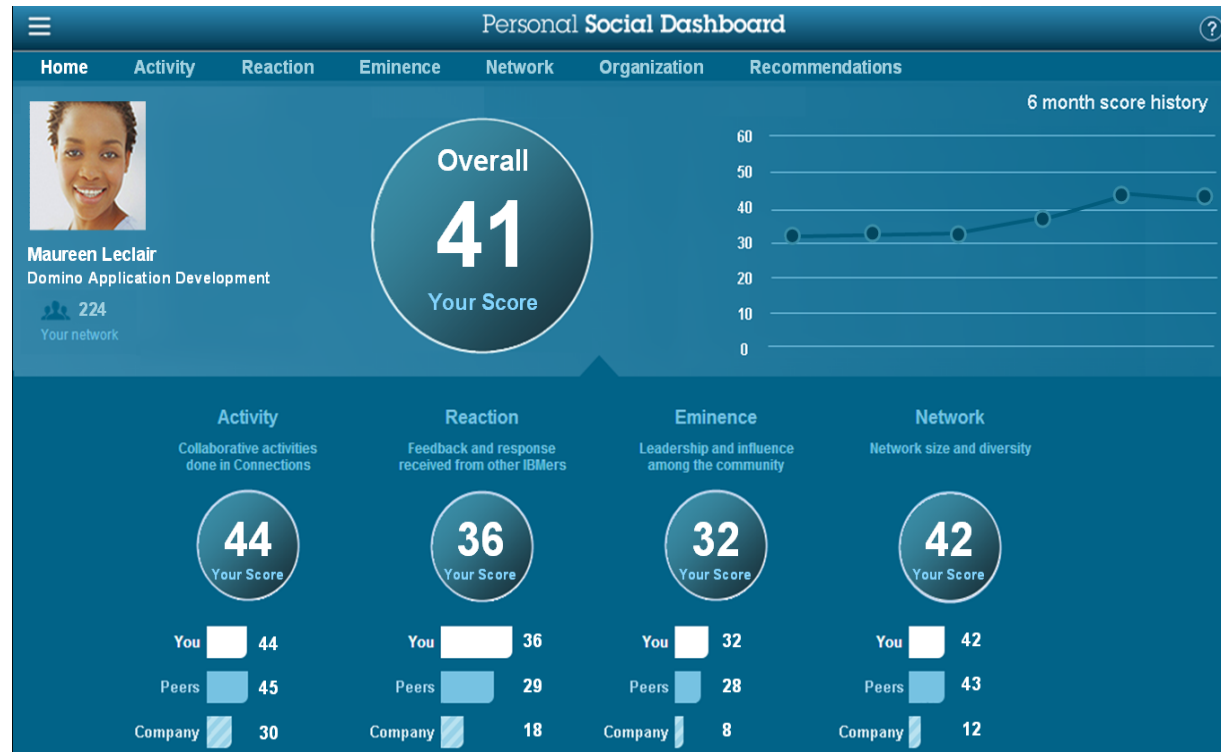 Personal Social Dashboard
?
Home Activity Reaction Eminence Network Organization Recommendations
6 month score history
60
50
40
30
20
10
0
Overall
41
Your Score
Maureen Leclair
Domino Application Development
224
Your network
Activity
Collaborative activities
done in Connections
44
Your Score
You 44
Peers 45
Company 30
Reaction
Feedback and response
received from other IBMers
36
Your Score
You 36
Peers 29
Company 18
Eminence
Leadership and influence
among the community
32
Your Score
You 32
Peers 28
Company 8
Network
Network size and diversity
42
Your Score
You 42
Peers 43
Company 12